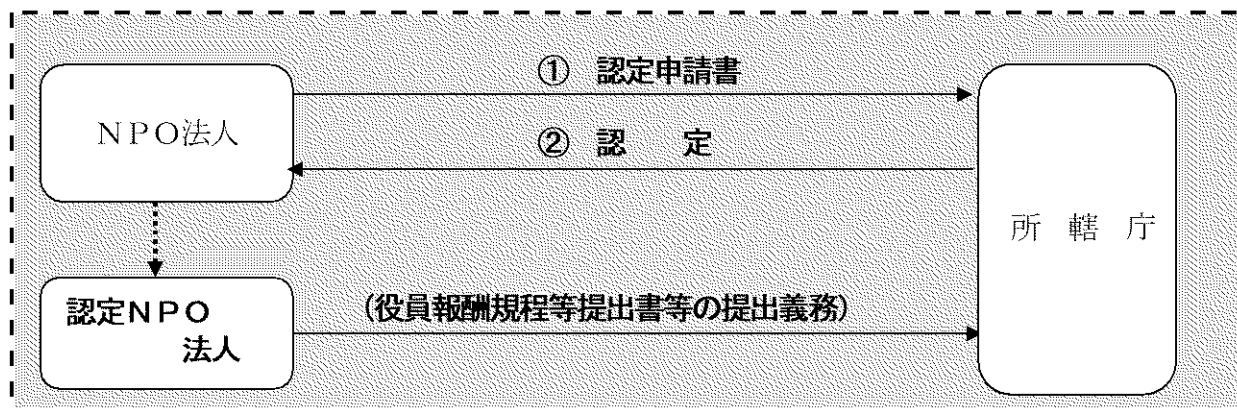 ① 認定申請書
NPO法人
② 認　　定
所　轄　庁
認定NPO
法人
(役員報酬規程等提出書等の提出義務)